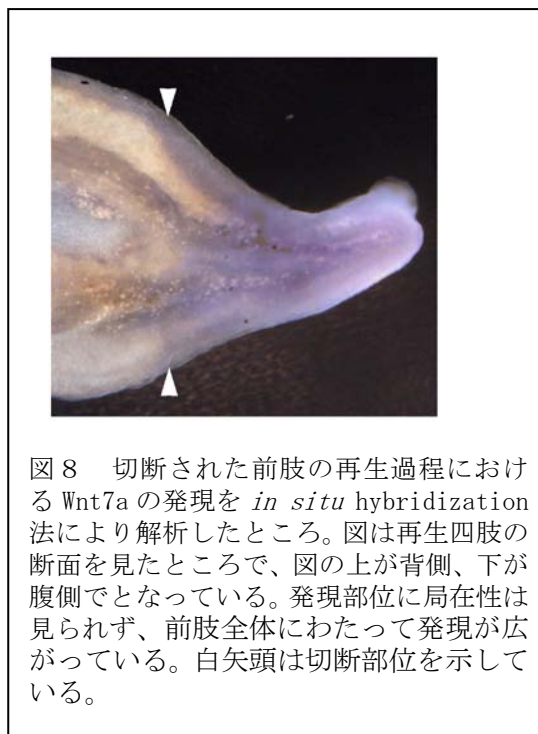 図8　切断された前肢の再生過程におけ
る Wnt7a の発現を in situ hybridization
法により解析したところ。図は再生四肢の
断面を見たところで、図の上が背側、下が
腹側でとなっている。発現部位に局在性は
見られず、前肢全体にわたって発現が広
がっている。白矢頭は切断部位を示して
いる。